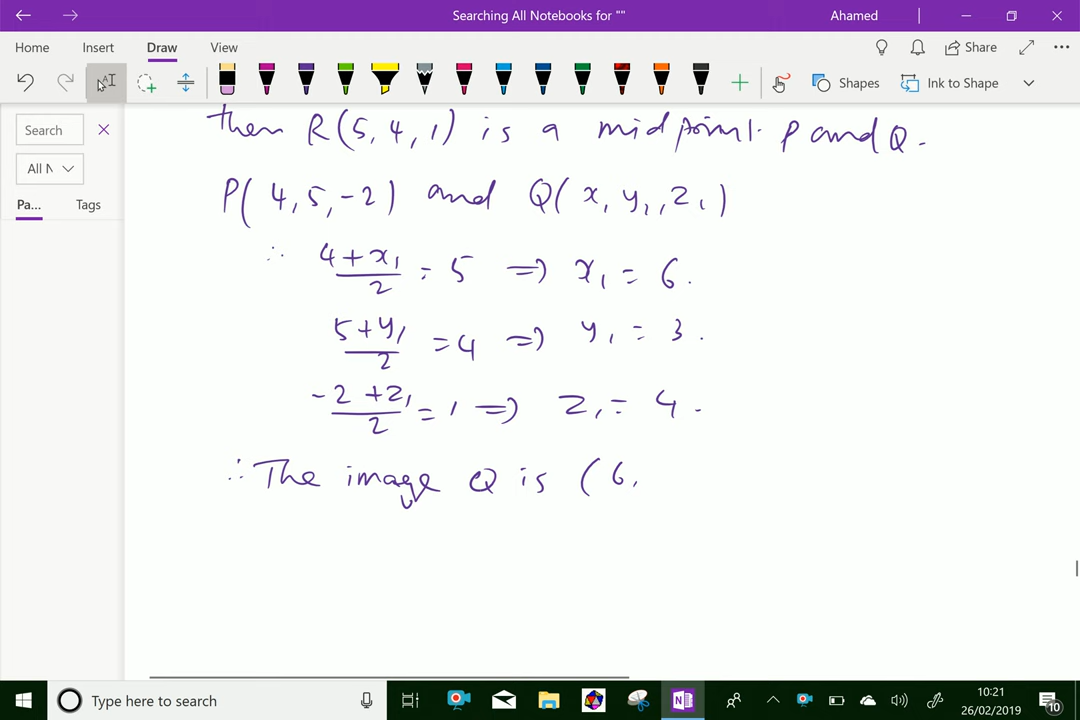 Searching All Notebooks for ""
Ahamed
Home Insert Draw View
Share
Shapes
Ink to Shape
Search
All N
Pa...
Tags
then R(5, 4, 1) is a midpoint. P and Q.
P(4, 5, -2) and Q(x, y₁, z₁)
∴ (4+x₁)/2 = 5 ⇒ x₁ = 6.
(5+y₁)/2 = 4 ⇒ y₁ = 3.
(-2+z₁)/2 = 1 ⇒ z₁ = 4.
∴ The image Q is (6,
Type here to search
10:21
26/02/2019
10